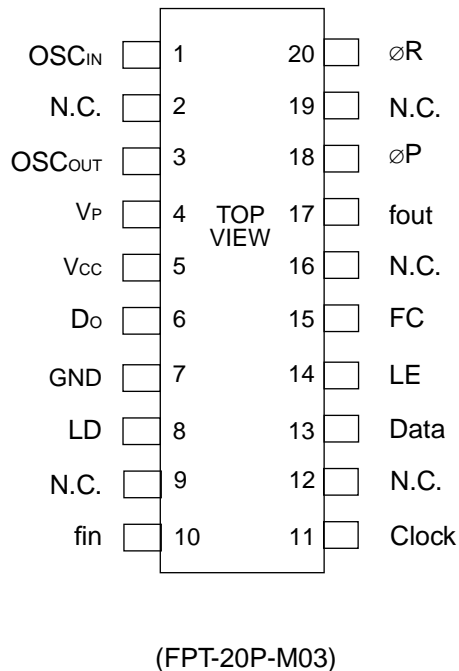 OSCIN 1 20 ∅R
N.C. 2 19 N.C.
OSCOUT 3 18 ∅P
VP 4 TOP VIEW 17 fout
VCC 5 16 N.C.
DO 6 15 FC
GND 7 14 LE
LD 8 13 Data
N.C. 9 12 N.C.
fin 10 11 Clock
(FPT-20P-M03)